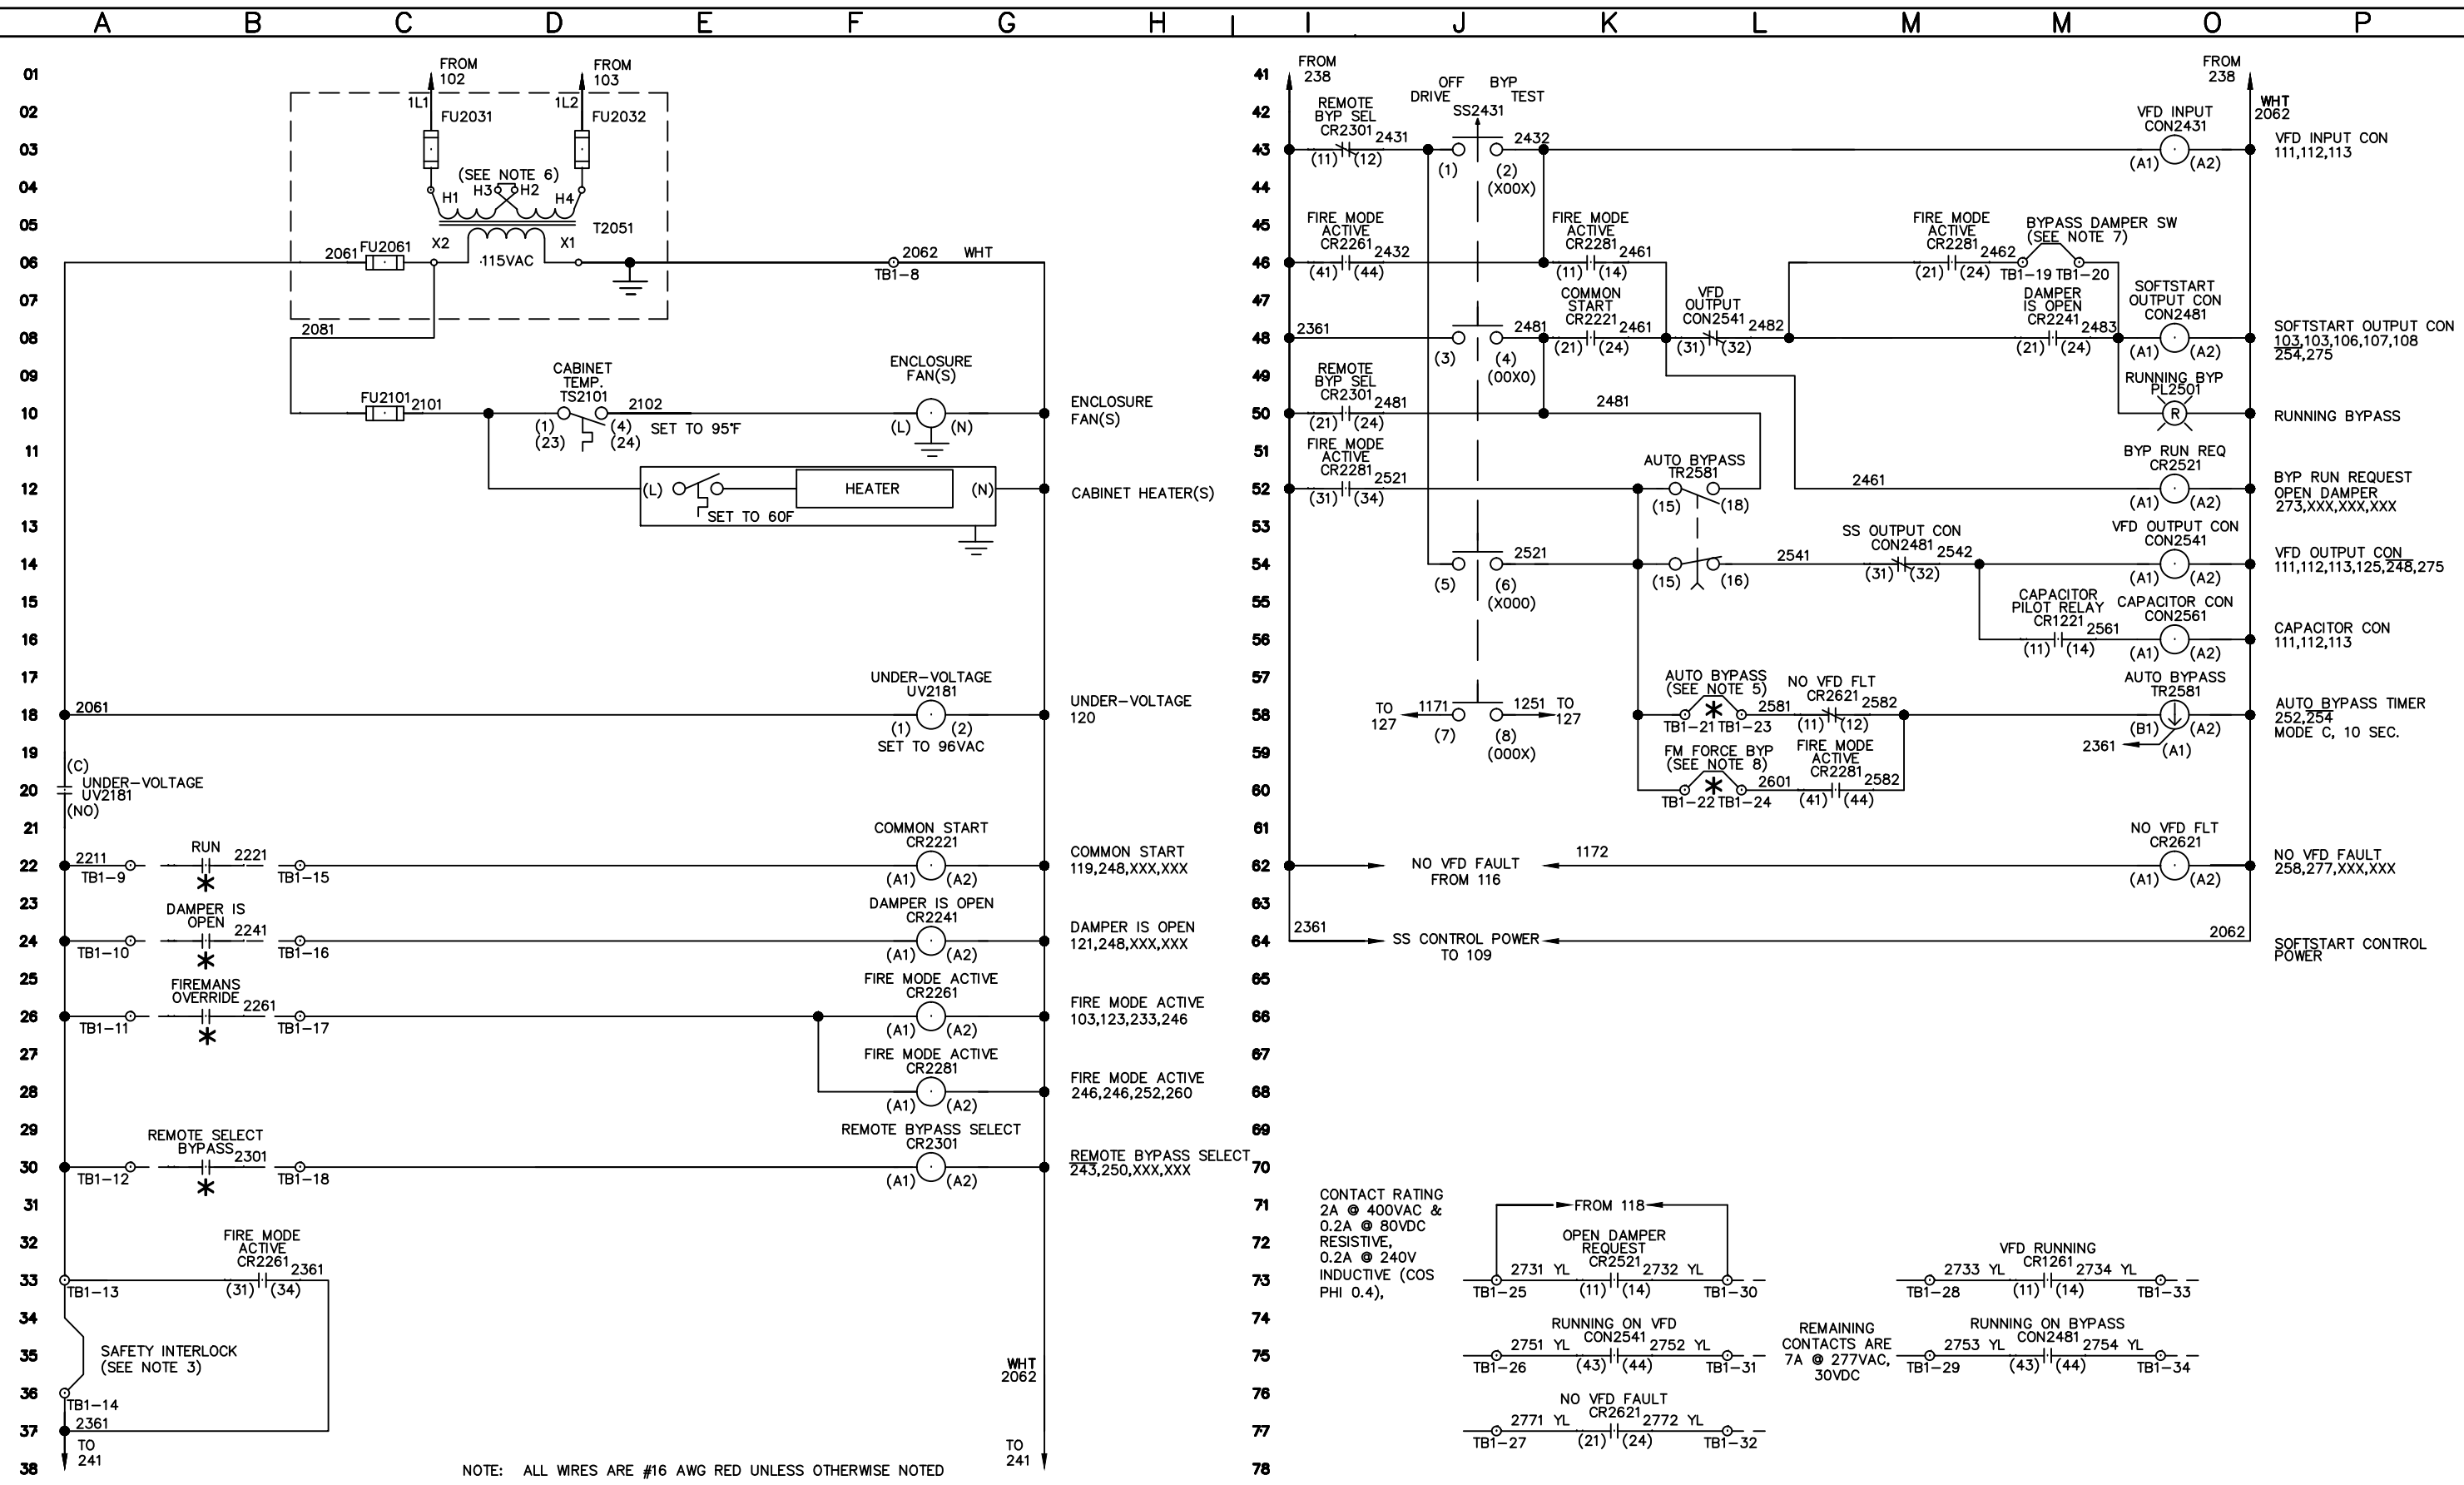 A B C D E F G H I J K L M M O P
01
FROM
102
FROM
103
1L1
1L2
02
FU2031
FU2032
03
(SEE NOTE 6)
04
H1 H3 H2 H4
05
T2051
X2 X1
06
2061 FU2061
115VAC
2062 WHT
TB1-8
07
2081
08
ENCLOSURE
FAN(S)
09
CABINET
TEMP.
TS2101
10
FU2101 2101
2102
(1) (4)
(23) (24)
SET TO 95°F
(L) (N)
ENCLOSURE
FAN(S)
11
12
(L)
HEATER
(N)
SET TO 60F
CABINET HEATER(S)
13
14
15
16
17
UNDER-VOLTAGE
UV2181
18
2061
(1) (2)
SET TO 96VAC
UNDER-VOLTAGE
120
19
(C)
UNDER-VOLTAGE
UV2181
(NO)
20
21
COMMON START
CR2221
22
2211
RUN
2221
TB1-9
TB1-15
(A1) (A2)
COMMON START
119,248,XXX,XXX
23
DAMPER IS
OPEN
DAMPER IS OPEN
CR2241
24
2241
TB1-10
TB1-16
(A1) (A2)
DAMPER IS OPEN
121,248,XXX,XXX
25
FIREMANS
OVERRIDE
FIRE MODE ACTIVE
CR2261
26
2261
TB1-11
TB1-17
(A1) (A2)
FIRE MODE ACTIVE
103,123,233,246
27
FIRE MODE ACTIVE
CR2281
28
(A1) (A2)
FIRE MODE ACTIVE
246,246,252,260
29
REMOTE SELECT
BYPASS
REMOTE BYPASS SELECT
CR2301
30
2301
TB1-12
TB1-18
(A1) (A2)
REMOTE BYPASS SELECT
243,250,XXX,XXX
31
32
FIRE MODE
ACTIVE
CR2261
2361
33
TB1-13
(31) (34)
34
35
SAFETY INTERLOCK
(SEE NOTE 3)
WHT
2062
36
TB1-14
37
2361
TO
241
TO
241
38
NOTE: ALL WIRES ARE #16 AWG RED UNLESS OTHERWISE NOTED
41
FROM
238
OFF BYP
DRIVE TEST
SS2431
FROM
238
WHT
2062
42
REMOTE
BYP SEL
CR2301
2431
2432
VFD INPUT
CON2431
43
(11) (12)
(1) (2)
(X00X)
(A1) (A2)
VFD INPUT CON
111,112,113
44
45
FIRE MODE
ACTIVE
CR2261
2432
FIRE MODE
ACTIVE
CR2281
2461
FIRE MODE
ACTIVE
CR2281
2462
BYPASS DAMPER SW
(SEE NOTE 7)
46
(41) (44)
(11) (14)
(21) (24)
TB1-19 TB1-20
47
COMMON
START
CR2221
VFD
OUTPUT
CON2541
DAMPER
IS OPEN
CR2241
SOFTSTART
OUTPUT CON
CON2481
48
2361
2481
2461
2482
2483
(3) (4)
(00X0)
(21) (24)
(31) (32)
(21) (24)
(A1) (A2)
SOFTSTART OUTPUT CON
103,103,106,107,108
254,275
49
REMOTE
BYP SEL
CR2301
2481
RUNNING BYP
PL2501
50
(21) (24)
2481
R
RUNNING BYPASS
51
FIRE MODE
ACTIVE
CR2281
2521
AUTO BYPASS
TR2581
BYP RUN REQ
CR2521
52
(31) (34)
(15) (18)
2461
(A1) (A2)
BYP RUN REQUEST
OPEN DAMPER
273,XXX,XXX,XXX
53
SS OUTPUT CON
CON2481
VFD OUTPUT CON
CON2541
54
2521
2541
2542
(5) (6)
(X000)
(15) (16)
(31) (32)
(A1) (A2)
VFD OUTPUT CON
111,112,113,125,248,275
55
CAPACITOR
PILOT RELAY
CR1221
CAPACITOR CON
CON2561
56
2561
(11) (14)
(A1) (A2)
CAPACITOR CON
111,112,113
57
AUTO BYPASS
(SEE NOTE 5)
NO VFD FLT
CR2621
AUTO BYPASS
TR2581
58
TO
127
1171
1251
TO
127
2581
2582
(7) (8)
(000X)
TB1-21 TB1-23
(11) (12)
(B1) (A2)
AUTO BYPASS TIMER
252,254
MODE C, 10 SEC.
59
2361
(A1)
FM FORCE BYP
(SEE NOTE 8)
FIRE MODE
ACTIVE
CR2281
60
2601
2582
TB1-22 TB1-24
(41) (44)
61
NO VFD FLT
CR2621
62
NO VFD FAULT
FROM 116
1172
(A1) (A2)
NO VFD FAULT
258,277,XXX,XXX
63
64
2361
SS CONTROL POWER
TO 109
2062
SOFTSTART CONTROL
POWER
65
66
67
68
69
70
71
CONTACT RATING
2A @ 400VAC &
0.2A @ 80VDC
RESISTIVE,
0.2A @ 240V
INDUCTIVE (COS
PHI 0.4),
FROM 118
72
OPEN DAMPER
REQUEST
CR2521
VFD RUNNING
CR1261
73
2731 YL
2732 YL
2733 YL
2734 YL
TB1-25
(11) (14)
TB1-30
TB1-28
(11) (14)
TB1-33
74
RUNNING ON VFD
CON2541
REMAINING
CONTACTS ARE
7A @ 277VAC,
30VDC
RUNNING ON BYPASS
CON2481
75
2751 YL
2752 YL
2753 YL
2754 YL
TB1-26
(43) (44)
TB1-31
TB1-29
(43) (44)
TB1-34
76
NO VFD FAULT
CR2621
77
2771 YL
2772 YL
TB1-27
(21) (24)
TB1-32
78